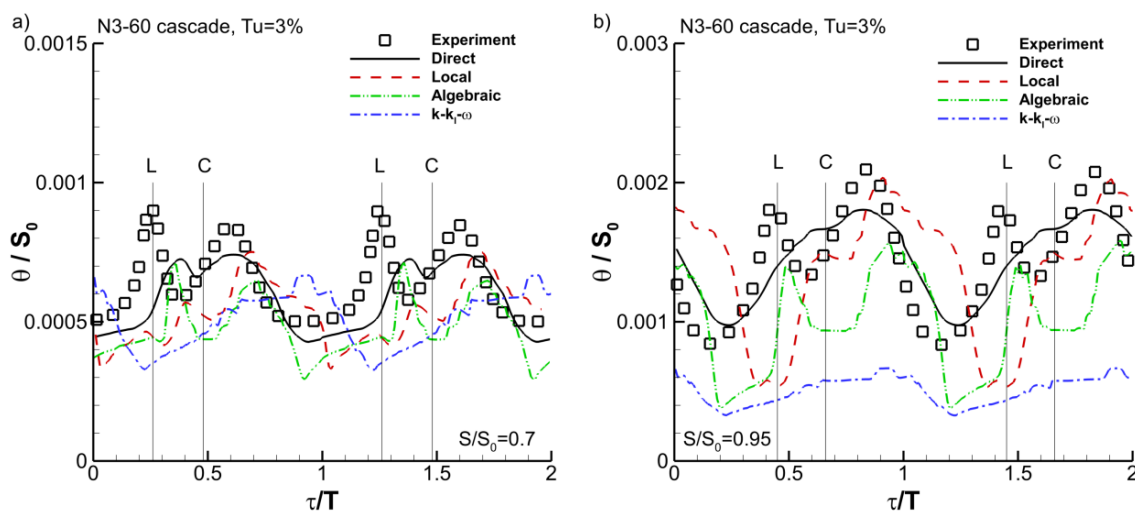 a)
N3-60 cascade, Tu=3%
Experiment
Direct
Local
Algebraic
k-kₗ-ω
L
C
L
C
0.0015
0.001
0.0005
0
θ / S₀
S/S₀=0.7
0
0.5
1
1.5
2
τ/T
b)
N3-60 cascade, Tu=3%
Experiment
Direct
Local
Algebraic
k-kₗ-ω
L
C
L
C
0.003
0.002
0.001
0
θ / S₀
S/S₀=0.95
0
0.5
1
1.5
2
τ/T